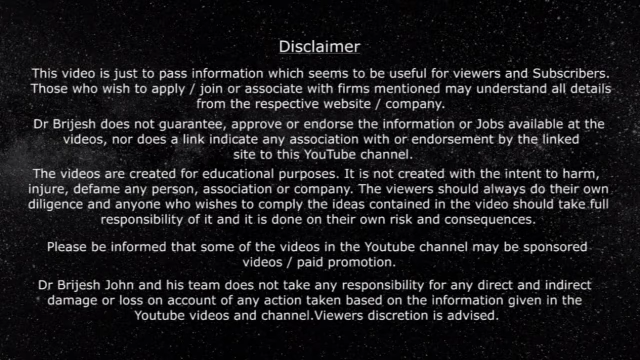 Disclaimer
This video is just to pass information which seems to be useful for viewers and Subscribers.
Those who wish to apply / join or associate with firms mentioned may understand all details
from the respective website / company.
Dr Brijesh does not guarantee, approve or endorse the information or Jobs available at the
videos, nor does a link indicate any association with or endorsement by the linked
site to this YouTube channel.
The videos are created for educational purposes. It is not created with the intent to harm,
injure, defame any person, association or company. The viewers should always do their own
diligence and anyone who wishes to comply the ideas contained in the video should take full
responsibility of it and it is done on their own risk and consequences.
Please be informed that some of the videos in the Youtube channel may be sponsored
videos / paid promotion.
Dr Brijesh John and his team does not take any responsibility for any direct and indirect
damage or loss on account of any action taken based on the information given in the
Youtube videos and channel.Viewers discretion is advised.